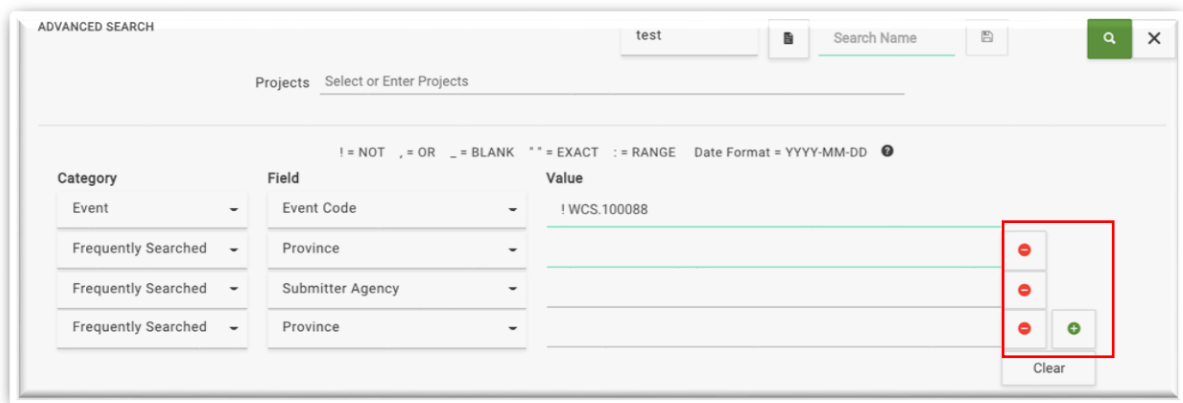 ADVANCED SEARCH
test Search Name
Projects Select or Enter Projects
! = NOT , = OR _ = BLANK " " = EXACT : = RANGE Date Format = YYYY-MM-DD ?
Category Field Value
Event Event Code ! WCS.100088
Frequently Searched Province
Frequently Searched Submitter Agency
Frequently Searched Province
Clear